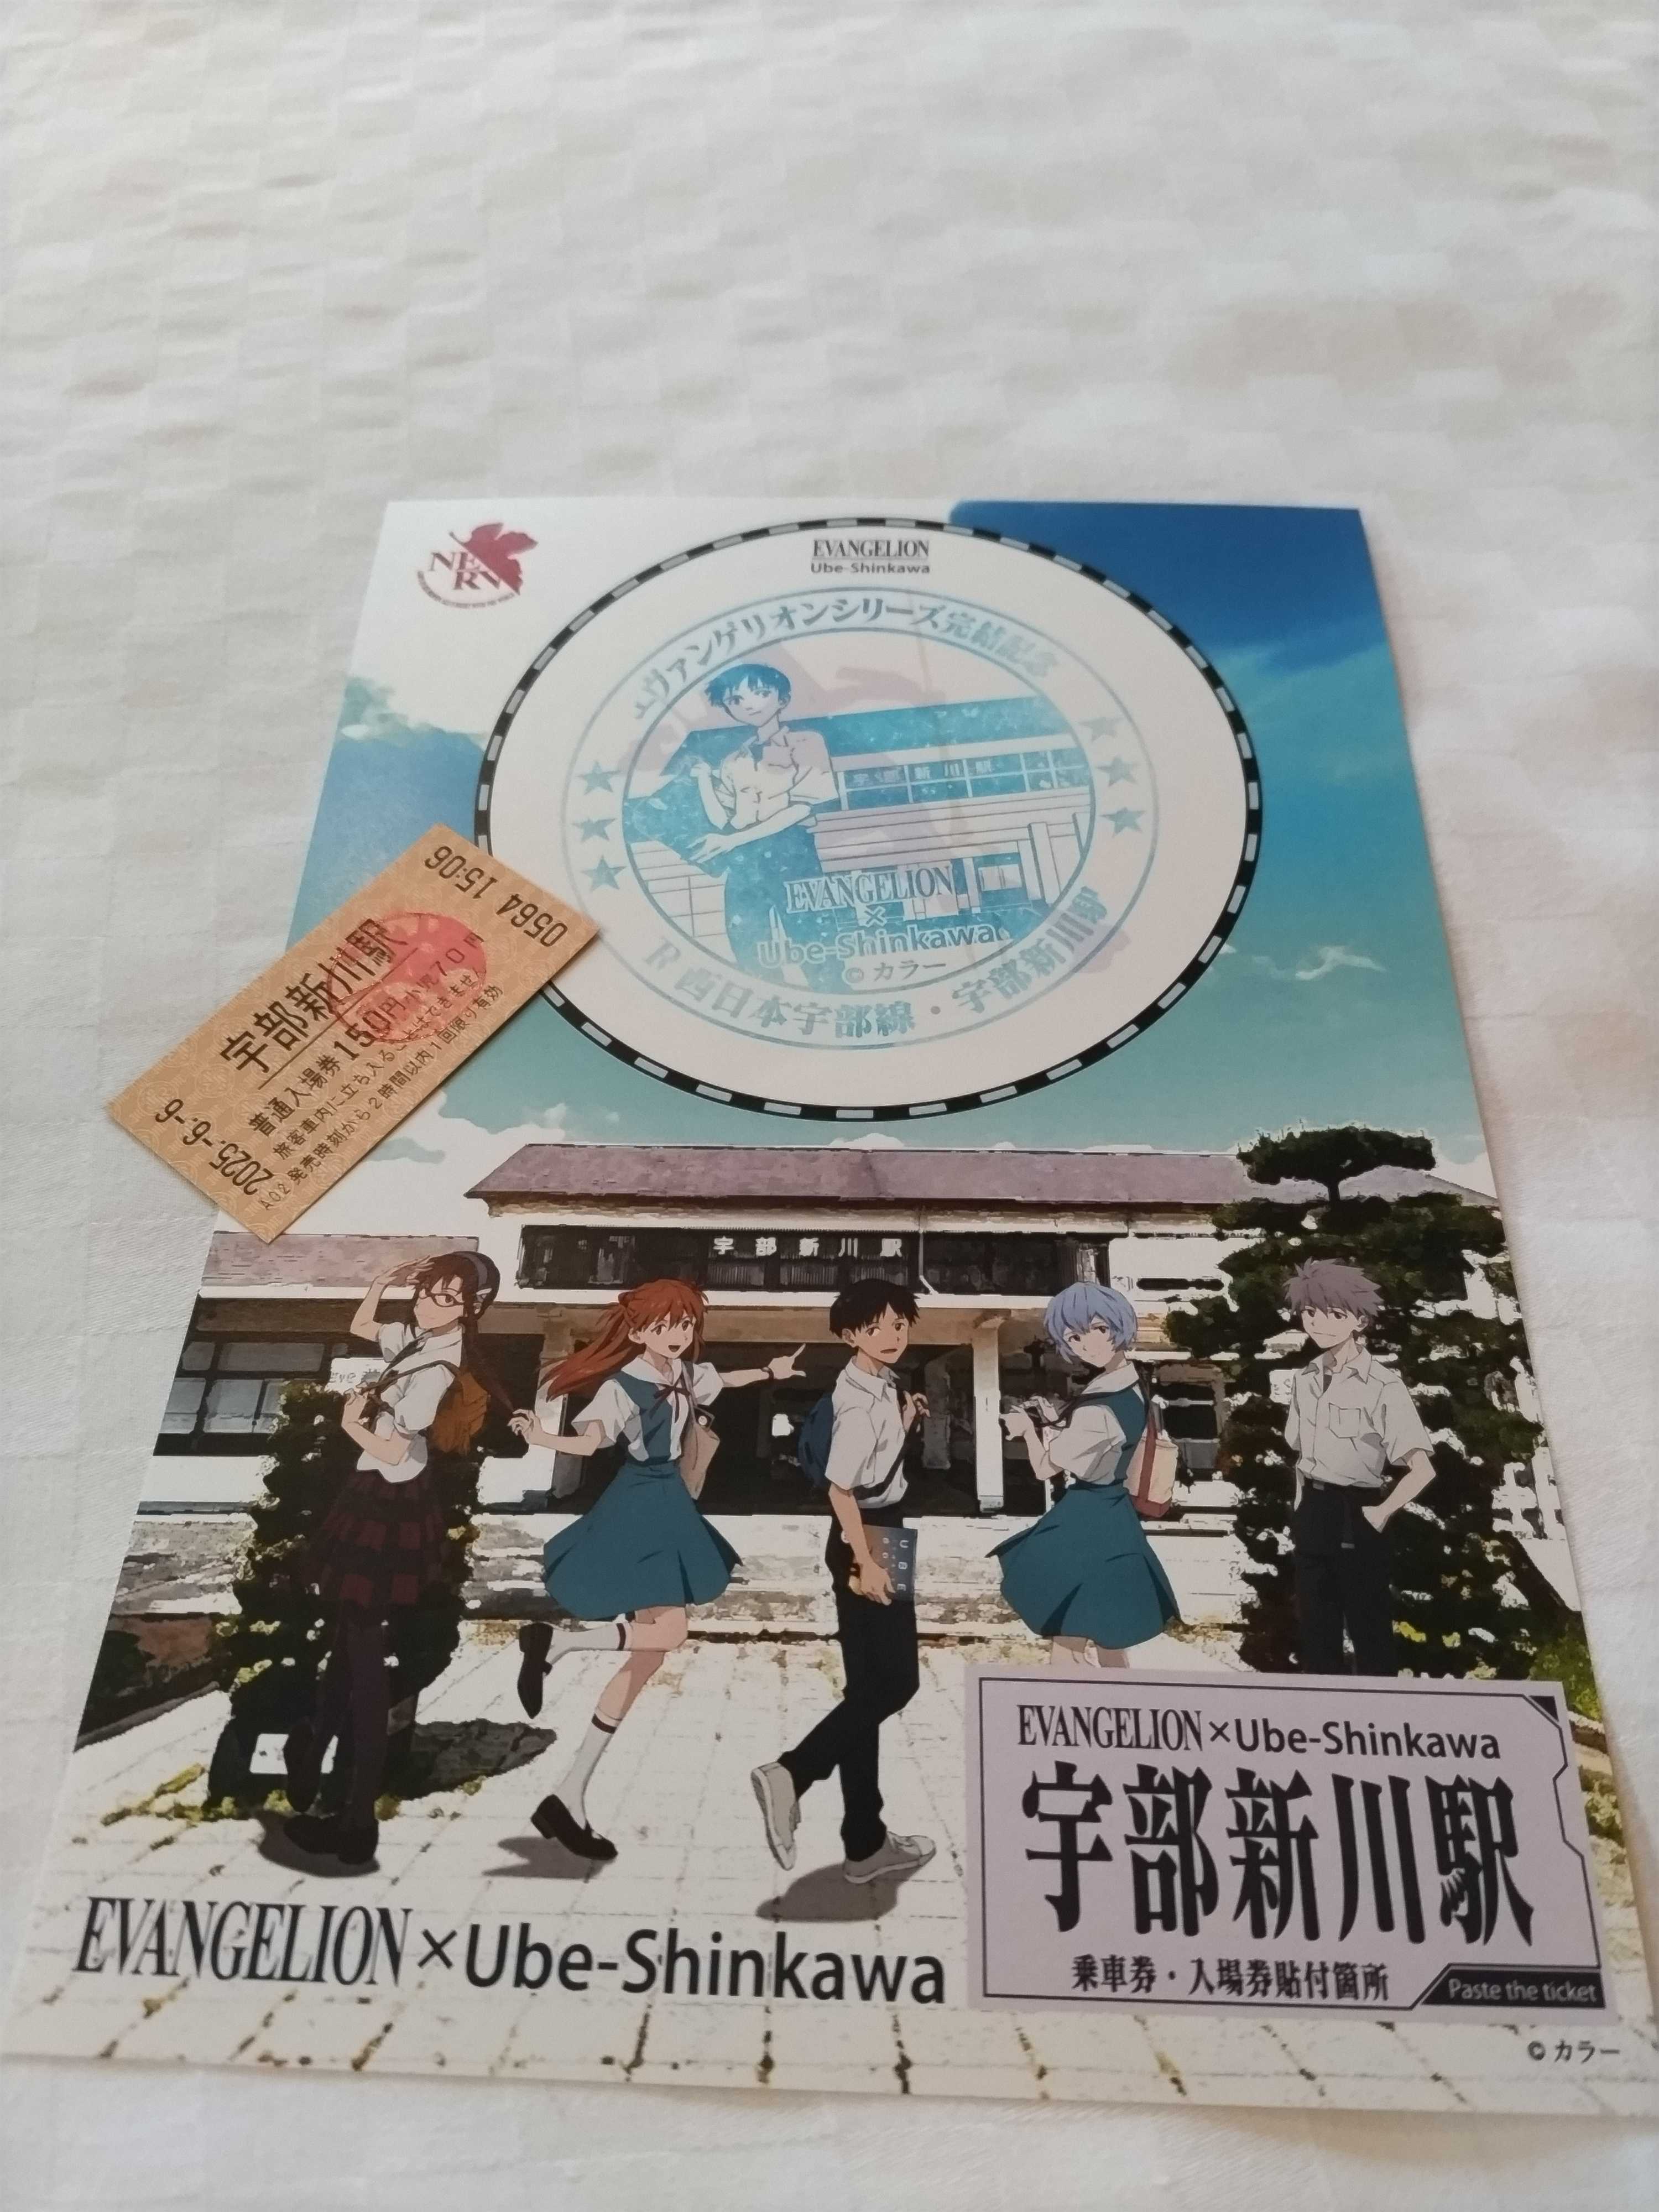 NERV
EVANGELION
Ube-Shinkawa
エヴァンゲリオンシリーズ完結記念
宇部新川駅
EVANGELION
×
Ube-Shinkawa
© カラー
R 西日本宇部線・宇部新川駅
0564 15:06
宇部新川駅
普通入場券150円 小児70円
旅客車内に立ち入ることはできません
発売時刻から2時間以内1回限り有効
2025.-6.-6
A02
宇部新川駅
UBE
EVANGELION×Ube-Shinkawa
EVANGELION×Ube-Shinkawa
宇部新川駅
乗車券・入場券貼付箇所
Paste the ticket
© カラー